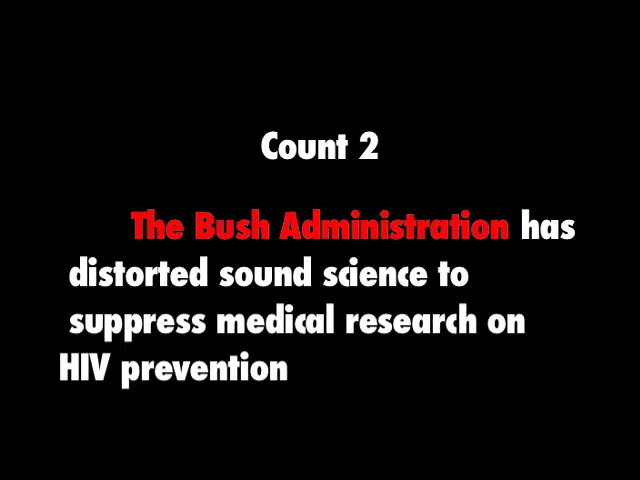 Count 2
The Bush Administration has
distorted sound science to
suppress medical research on
HIV prevention